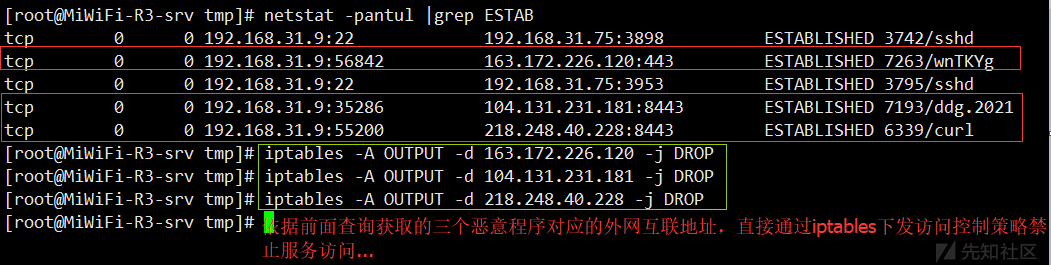 [root@MiWiFi-R3-srv tmp]# netstat -pantul |grep ESTAB
tcp 0 0 192.168.31.9:22 192.168.31.75:3898 ESTABLISHED 3742/sshd
tcp 0 0 192.168.31.9:56842 163.172.226.120:443 ESTABLISHED 7263/wnTKYg
tcp 0 0 192.168.31.9:22 192.168.31.75:3953 ESTABLISHED 3795/sshd
tcp 0 0 192.168.31.9:35286 104.131.231.181:8443 ESTABLISHED 7193/ddg.2021
tcp 0 0 192.168.31.9:55200 218.248.40.228:8443 ESTABLISHED 6339/curl
[root@MiWiFi-R3-srv tmp]# iptables -A OUTPUT -d 163.172.226.120 -j DROP
[root@MiWiFi-R3-srv tmp]# iptables -A OUTPUT -d 104.131.231.181 -j DROP
[root@MiWiFi-R3-srv tmp]# iptables -A OUTPUT -d 218.248.40.228 -j DROP
[root@MiWiFi-R3-srv tmp]#
依据前面查询获取的三个恶意程序对应的外网互联地址．直接通过iptables下发访问控制策略禁
止服务访问...
先知社区